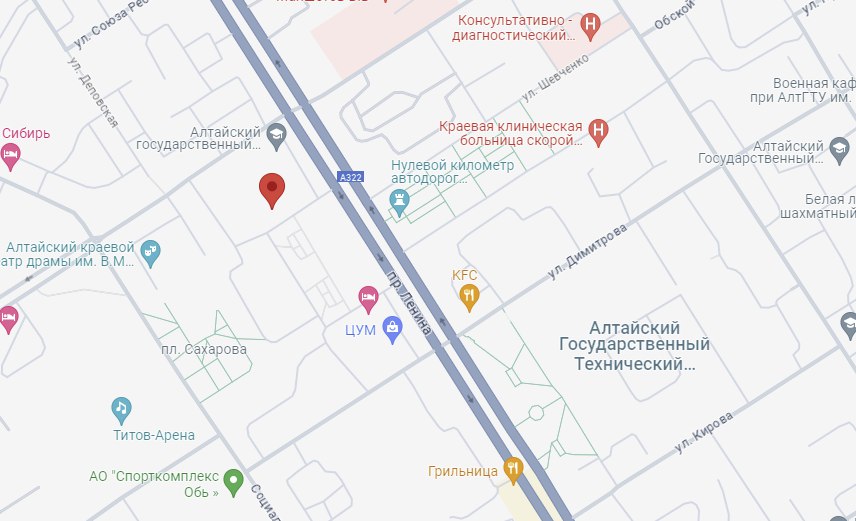 ул. Союза Рес
Консультативно -
диагностический...
Обской
ул. Деповская
ул. Шевченко
Военная каф
при АлтГТУ им.
Сибирь
Алтайский
государственный...
Краевая клиническая
больница скорой...
Алтайский
Государственный...
Нулевой километр
автодорог...
A322
Белая л
шахматный
Алтайский краевой
атр драмы им. В.М...
ул. Димитрова
KFC
пр. Ленина
ЦУМ
Алтайский
Государственный
Технический...
пл. Сахарова
Титов-Арена
ул. Кирова
Грильница
АО "Спорткомплекс
Обь »
Социал